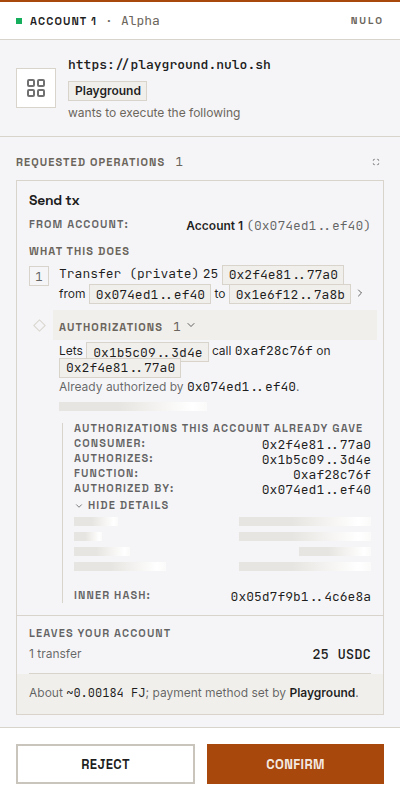 ACCOUNT 1 · Alpha NULO
https://playground.nulo.sh
Playground
wants to execute the following
REQUESTED OPERATIONS 1
Send tx
FROM ACCOUNT: Account 1 (0x074ed1..ef40)
WHAT THIS DOES
1 Transfer (private) 25 0x2f4e81..77a0
from 0x074ed1..ef40 to 0x1e6f12..7a8b
AUTHORIZATIONS 1
Lets 0x1b5c09..3d4e call 0xaf28c76f on
0x2f4e81..77a0
Already authorized by 0x074ed1..ef40.
AUTHORIZATIONS THIS ACCOUNT ALREADY GAVE
CONSUMER: 0x2f4e81..77a0
AUTHORIZES: 0x1b5c09..3d4e
FUNCTION: 0xaf28c76f
AUTHORIZED BY: 0x074ed1..ef40
HIDE DETAILS
INNER HASH: 0x05d7f9b1..4c6e8a
LEAVES YOUR ACCOUNT
1 transfer 25 USDC
About ~0.00184 FJ; payment method set by Playground.
REJECT CONFIRM